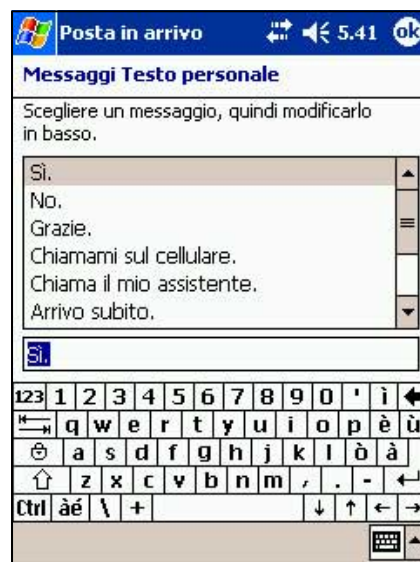 Posta in arrivo 5.41 ok
Messaggi Testo personale
Scegliere un messaggio, quindi modificarlo
in basso.
Sì.
No.
Grazie.
Chiamami sul cellulare.
Chiama il mio assistente.
Arrivo subito.
Sì.
123 1 2 3 4 5 6 7 8 9 0 ' ì
q w e r t y u i o p è ù
a s d f g h j k l ò à
z x c v b n m , . -
Ctrl àé \ +